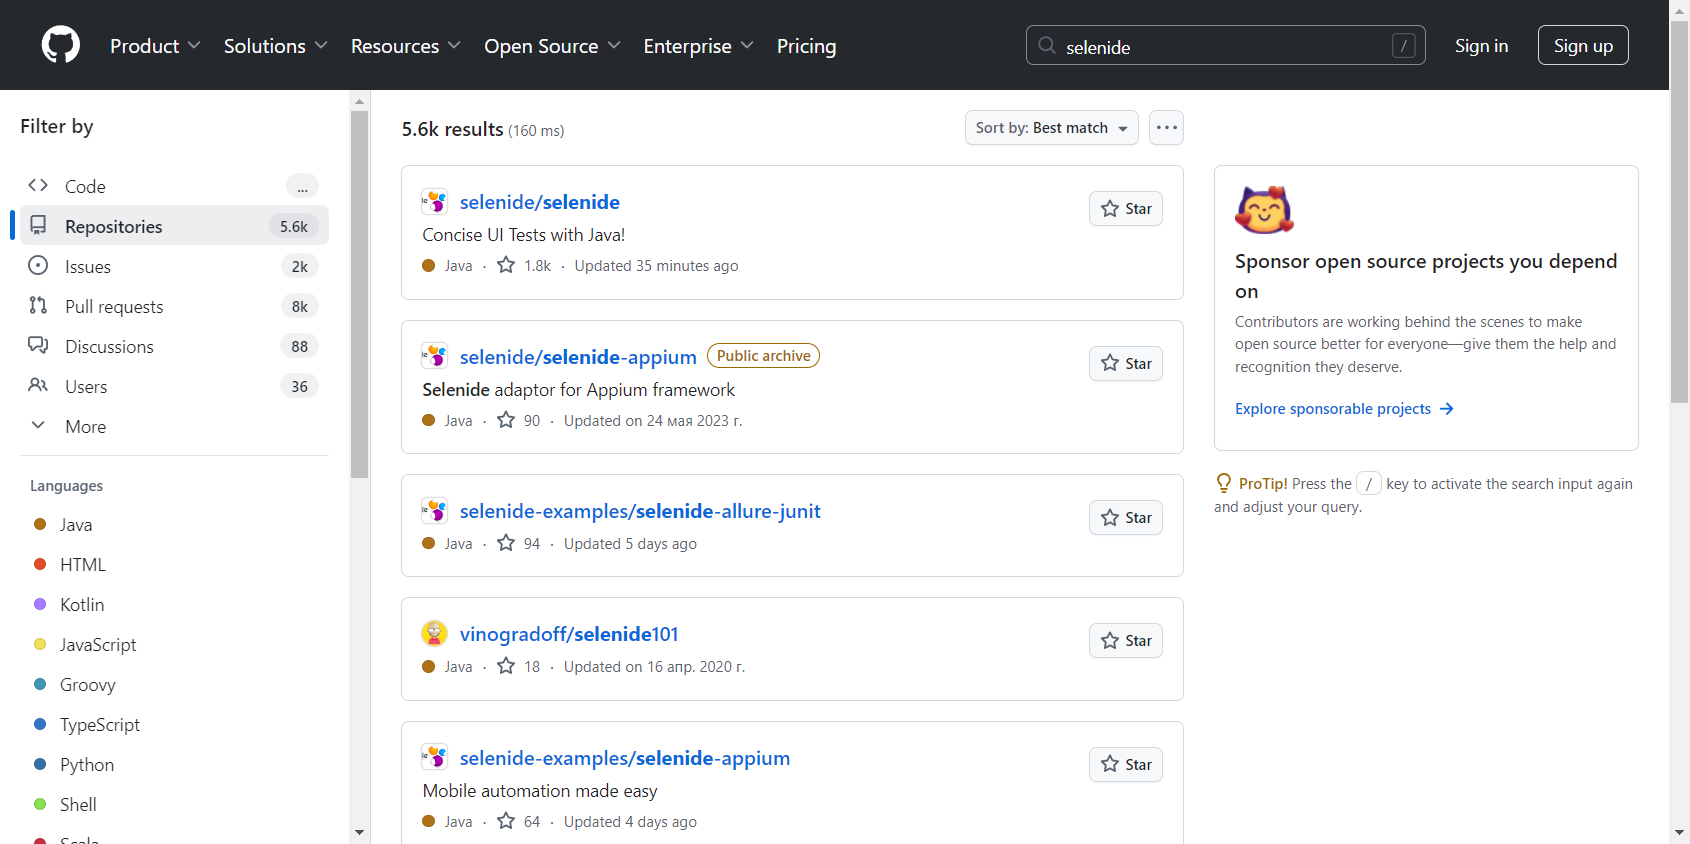 Product
Solutions
Resources
Open Source
Enterprise
Pricing
selenide
/
Sign in
Sign up
Filter by
Code
...
Repositories
5.6k
Issues
2k
Pull requests
8k
Discussions
88
Users
36
More
Languages
Java
HTML
Kotlin
JavaScript
Groovy
TypeScript
Python
Shell
Scala
5.6k results (160 ms)
Sort by: Best match
selenide/selenide
Star
Concise UI Tests with Java!
Java · 1.8k · Updated 35 minutes ago
selenide/selenide-appium Public archive
Star
Selenide adaptor for Appium framework
Java · 90 · Updated on 24 мая 2023 г.
selenide-examples/selenide-allure-junit
Star
Java · 94 · Updated 5 days ago
vinogradoff/selenide101
Star
Java · 18 · Updated on 16 апр. 2020 г.
selenide-examples/selenide-appium
Star
Mobile automation made easy
Java · 64 · Updated 4 days ago
Sponsor open source projects you depend
on
Contributors are working behind the scenes to make
open source better for everyone—give them the help and
recognition they deserve.
Explore sponsorable projects
ProTip! Press the / key to activate the search input again
and adjust your query.